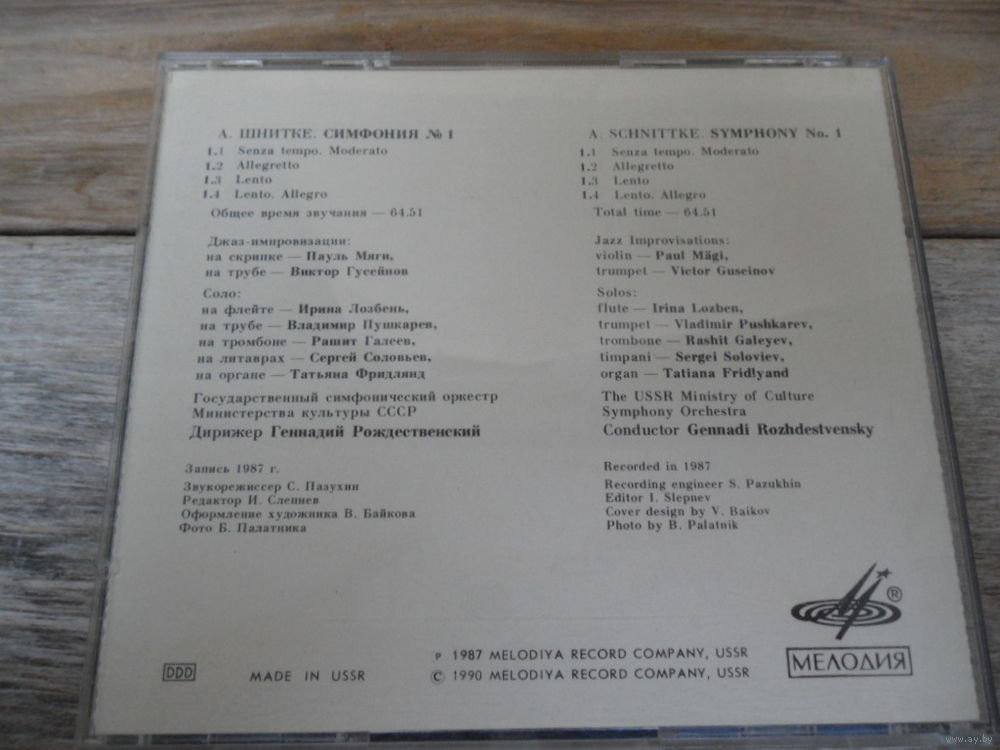 А. ШНИТКЕ. СИМФОНИЯ № 1
1.1 Senza tempo. Moderato
1.2 Allegretto
1.3 Lento
1.4 Lento. Allegro
Общее время звучания — 64.51
Джаз-импровизации:
на скрипке — Пауль Мяги,
на трубе — Виктор Гусейнов
Соло:
на флейте — Ирина Лозбень,
на трубе — Владимир Пушкарев,
на тромбоне — Рашит Галеев,
на литаврах — Сергей Соловьев,
на органе — Татьяна Фридлянд
Государственный симфонический оркестр
Министерства культуры СССР
Дирижер Геннадий Рождественский
Запись 1987 г.
Звукорежиссер С. Пазухин
Редактор И. Слепнев
Оформление художника В. Байкова
Фото Б. Палатника
A. SCHNITTKE. SYMPHONY No. 1
1.1 Senza tempo. Moderato
1.2 Allegretto
1.3 Lento
1.4 Lento. Allegro
Total time — 64.51
Jazz Improvisations:
violin — Paul Mägi,
trumpet — Victor Guseinov
Solos:
flute — Irina Lozben,
trumpet — Vladimir Pushkarev,
trombone — Rashit Galeyev,
timpani — Sergei Soloviev,
organ — Tatiana Fridlyand
The USSR Ministry of Culture
Symphony Orchestra
Conductor Gennadi Rozhdestvensky
Recorded in 1987
Recording engineer S. Pazukhin
Editor I. Slepnev
Cover design by V. Baikov
Photo by B. Palatnik
®
МЕЛОДИЯ
DDD
MADE IN USSR
P 1987 MELODIYA RECORD COMPANY, USSR
© 1990 MELODIYA RECORD COMPANY, USSR
www.ay.by